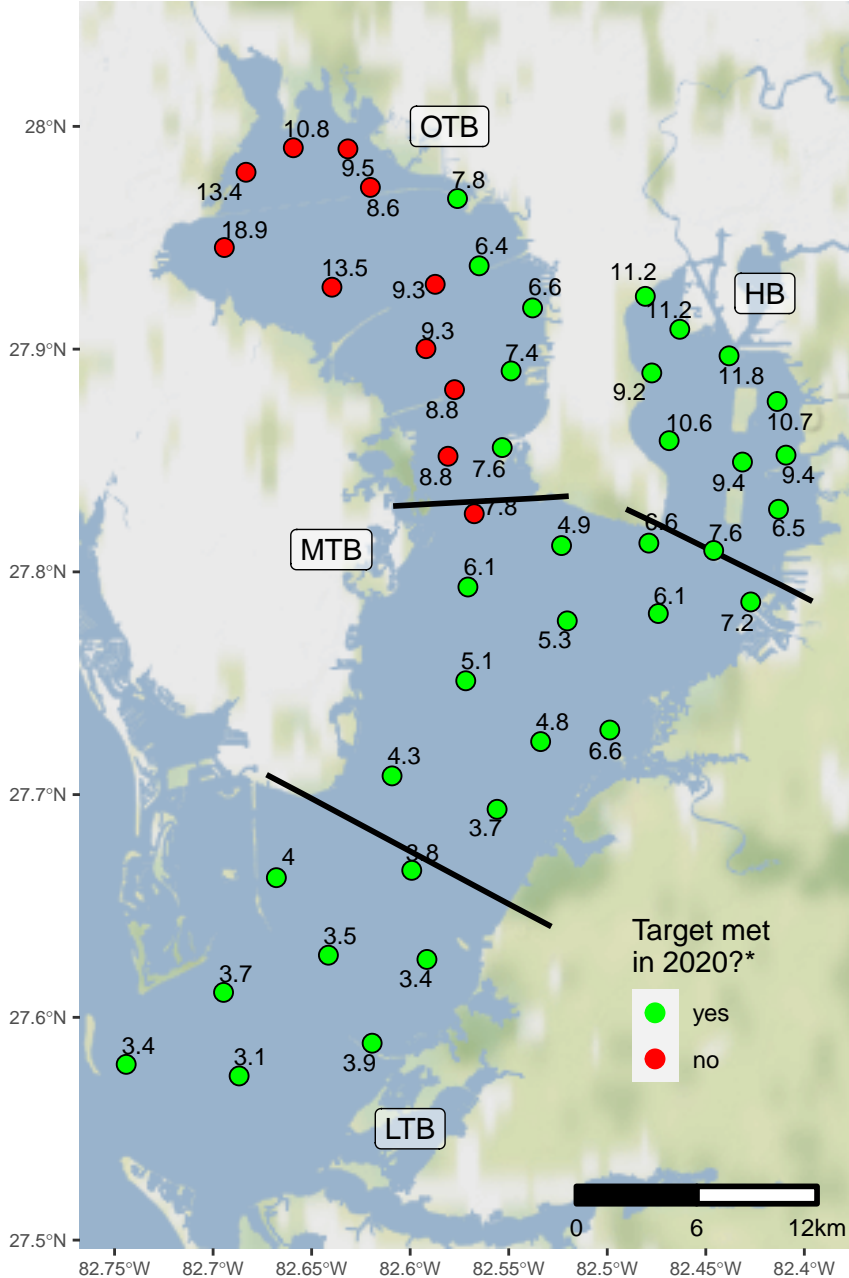 28°N
27.9°N
27.8°N
27.7°N
27.6°N
27.5°N
OTB
10.8
9.5
13.4
8.6
7.8
18.9
6.4
13.5
9.3
6.6
9.3
7.4
8.8
8.8
7.6
HB
11.2
11.2
11.8
9.2
10.7
10.6
9.4
9.4
6.5
7.6
MTB
7.8
4.9
6.6
6.1
6.1
7.2
5.3
5.1
4.8
6.6
4.3
3.7
3.8
4
3.5
3.4
3.7
3.4
3.1
3.9
LTB
Target met
in 2020?*
yes
no
0 6 12km
82.75°W 82.7°W 82.65°W 82.6°W 82.55°W 82.5°W 82.45°W 82.4°W